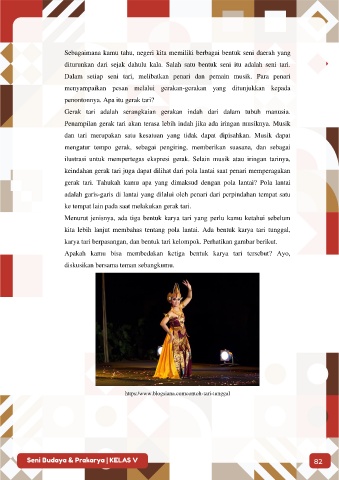 Sebagaimana kamu tahu, negeri kita memiliki berbagai bentuk seni daerah yang
diturunkan dari sejak dahulu kala. Salah satu bentuk seni itu adalah seni tari.
Dalam setiap seni tari, melibatkan penari dan pemain musik. Para penari
menyampaikan pesan melalui gerakan-gerakan yang ditunjukkan kepada
penontonnya. Apa itu gerak tari?
Gerak tari adalah serangkaian gerakan indah dari dalam tubuh manusia.
Penampilan gerak tari akan terasa lebih indah jika ada iringan musiknya. Musik
dan tari merupakan satu kesatuan yang tidak dapat dipisahkan. Musik dapat
mengatur tempo gerak, sebagai pengiring, memberikan suasana, dan sebagai
ilustrasi untuk mempertegas ekspresi gerak. Selain musik atau iringan tarinya,
keindahan gerak tari juga dapat dilihat dari pola lantai saat penari memperagakan
gerak tari. Tahukah kamu apa yang dimaksud dengan pola lantai? Pola lantai
adalah garis-garis di lantai yang dilalui oleh penari dari perpindahan tempat satu
ke tempat lain pada saat melakukan gerak tari.
Menurut jenisnya, ada tiga bentuk karya tari yang perlu kamu ketahui sebelum
kita lebih lanjut membahas tentang pola lantai. Ada bentuk karya tari tunggal,
karya tari berpasangan, dan bentuk tari kelompok. Perhatikan gambar berikut.
Apakah kamu bisa membedakan ketiga bentuk karya tari tersebut? Ayo,
diskusikan bersama teman sebangkumu.
https://www.blogsiana.comcontoh-tari-tunggal
Seni Budaya & Prakarya | KELAS V
82